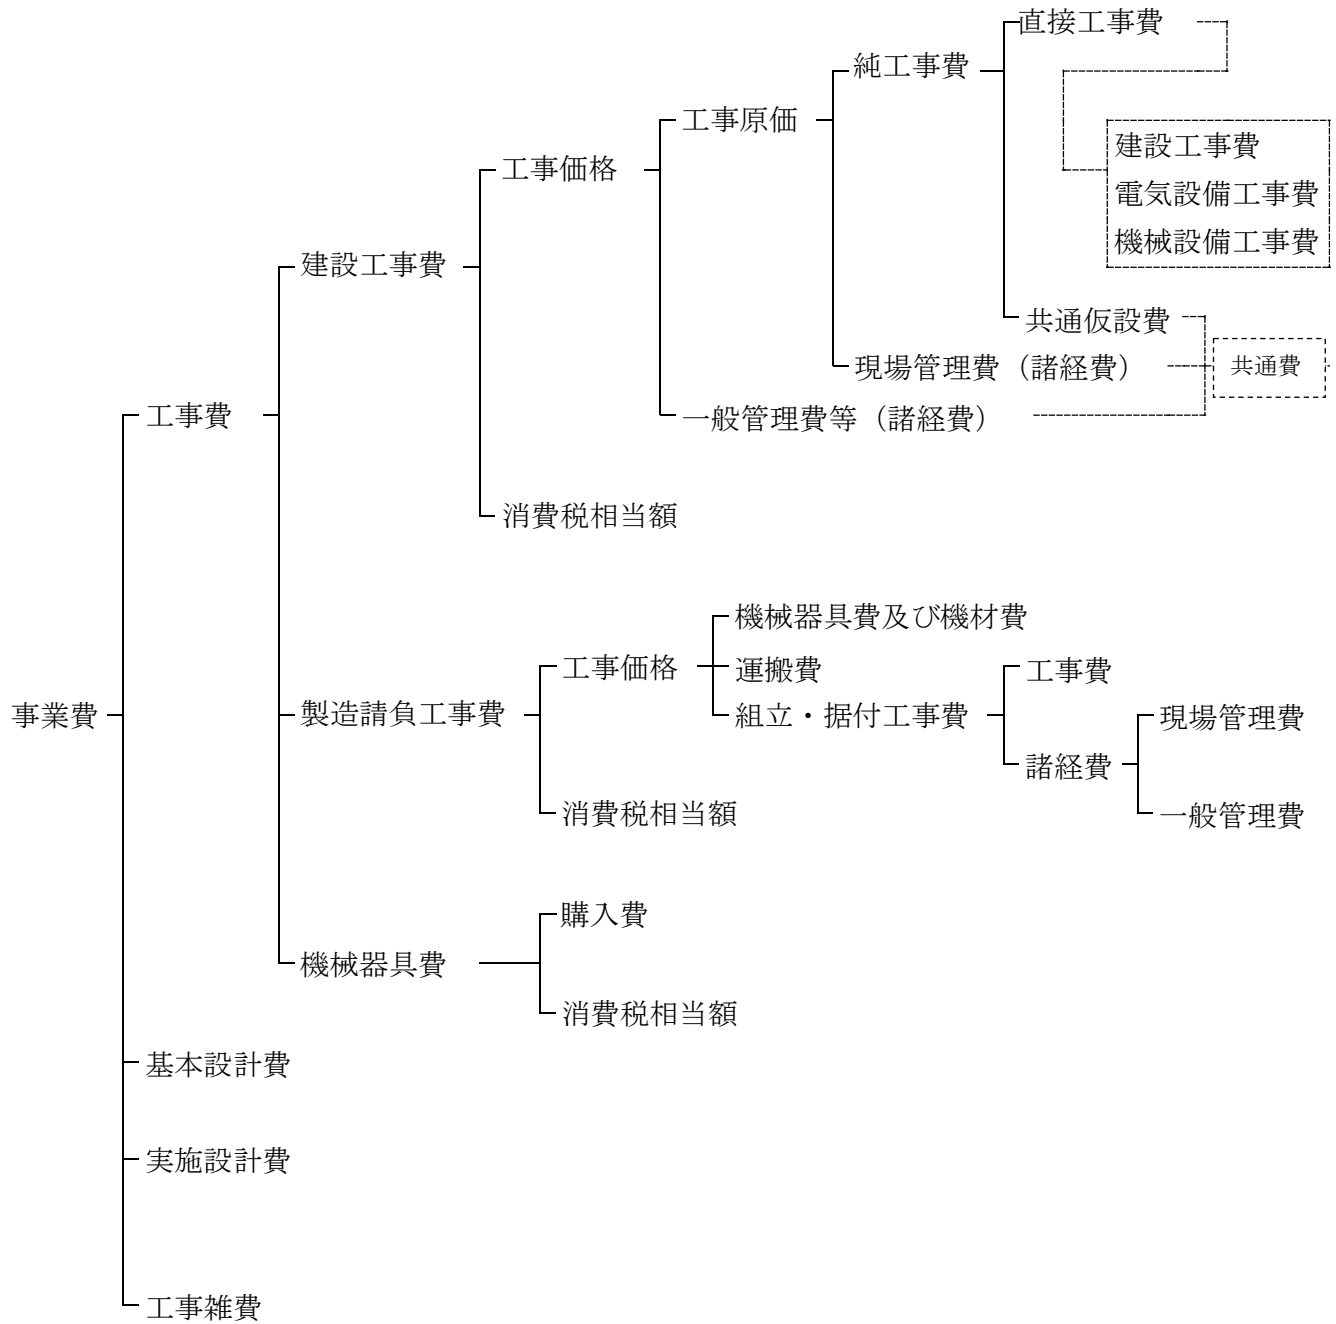 直接工事費
純工事費
工事原価
建設工事費
工事価格
電気設備工事費
機械設備工事費
建設工事費
共通仮設費
現場管理費（諸経費）
共通費
工事費
一般管理費等（諸経費）
消費税相当額
機械器具費及び機材費
工事価格
運搬費
工事費
事業費
製造請負工事費
組立・据付工事費
現場管理費
諸経費
消費税相当額
一般管理費
購入費
機械器具費
消費税相当額
基本設計費
実施設計費
工事雑費